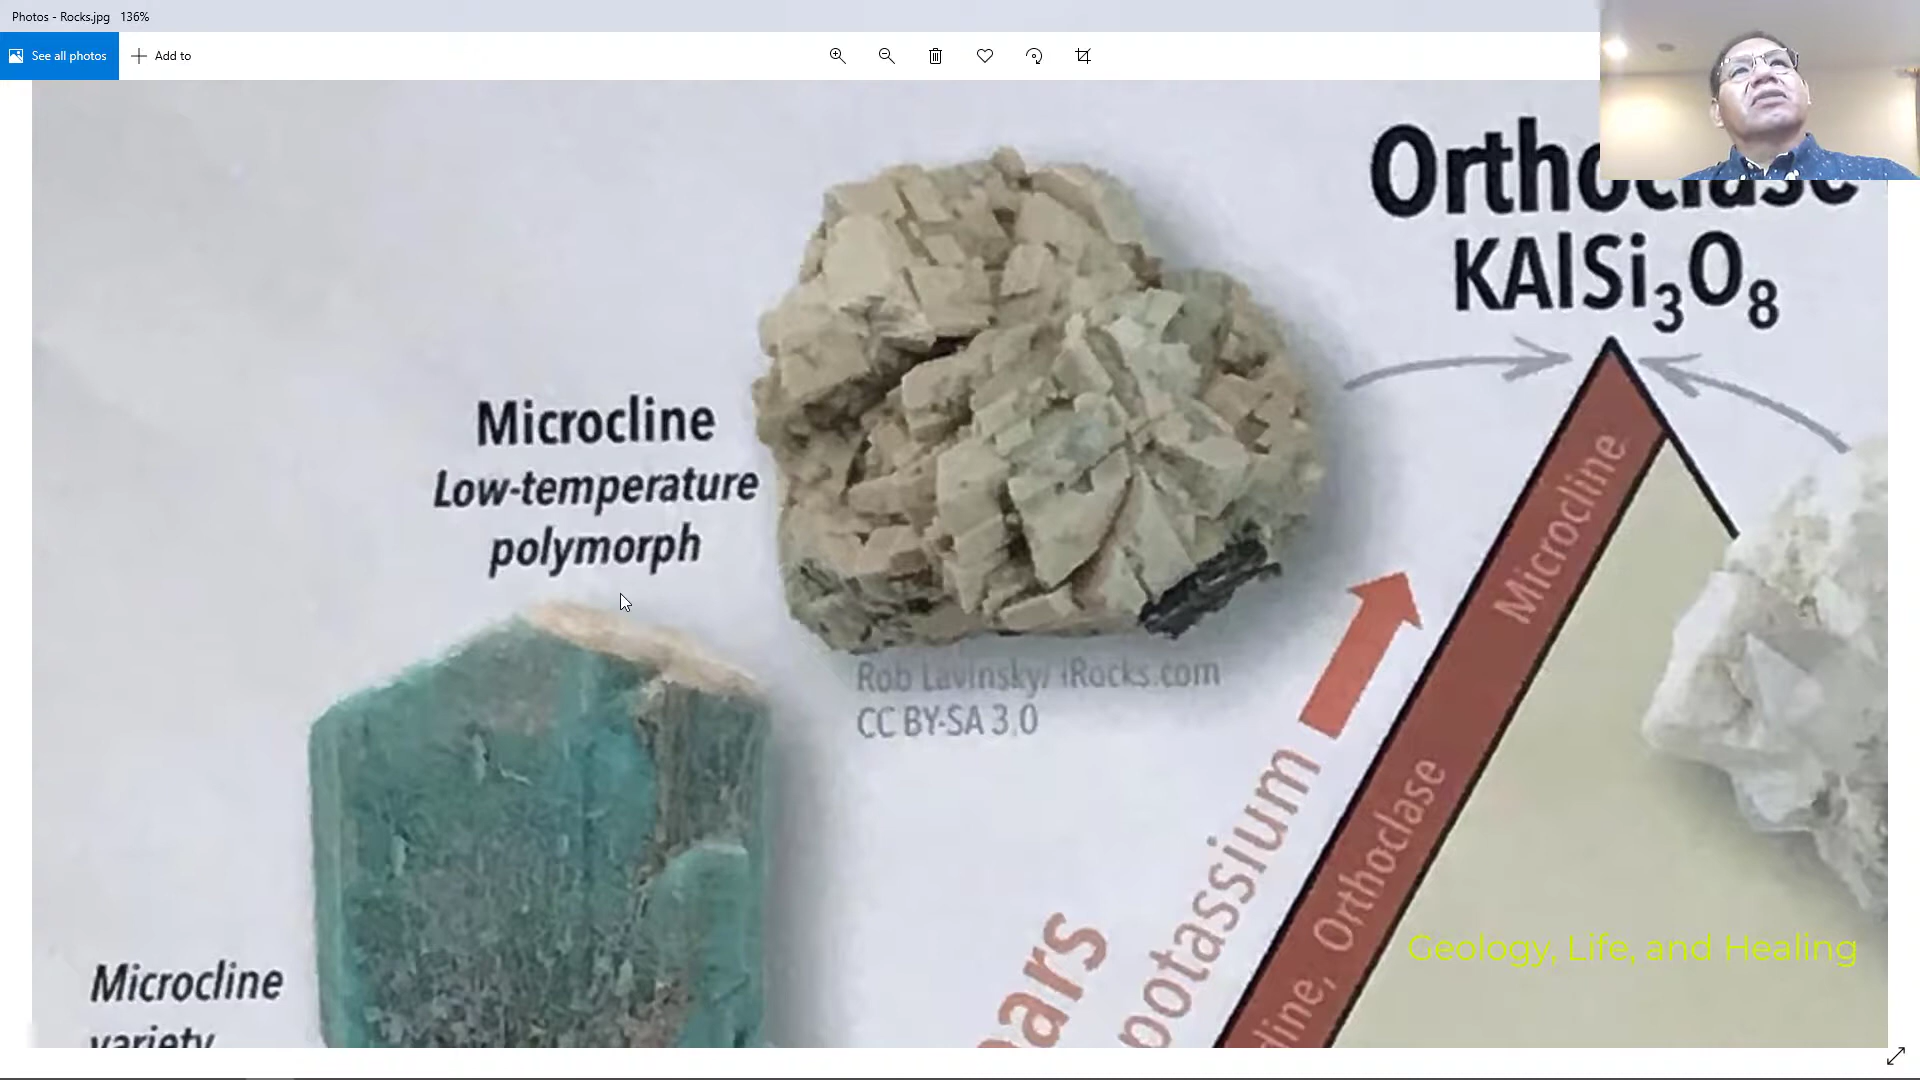 Photos - Rocks.jpg 136%
See all photos
Add to
Orthoclase
KAlSi₃O₈
Microcline
Low-temperature
polymorph
Rob Lavinsky/ iRocks.com
CC BY-SA 3.0
Microcline
Orthoclase
potassium
Geology, Life, and Healing
Microcline
variety